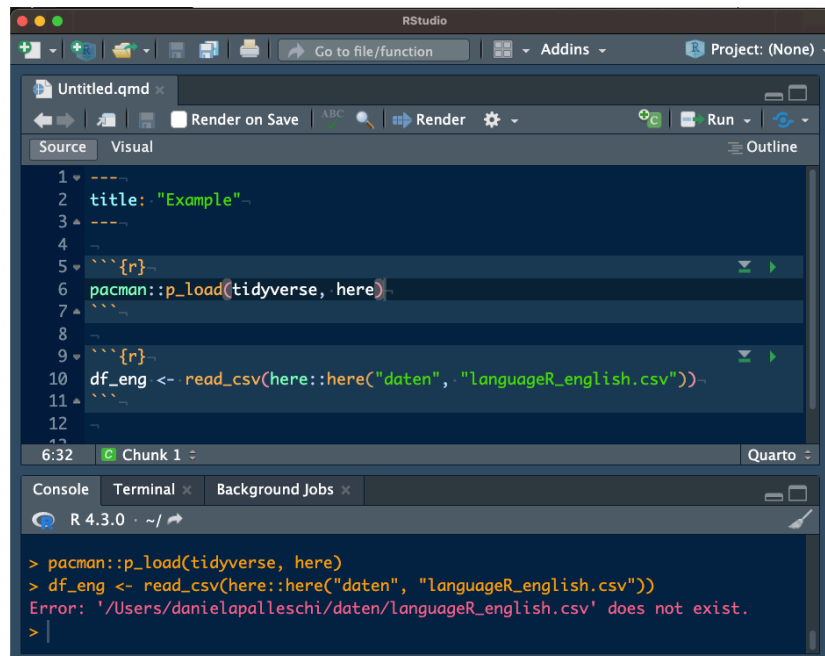 RStudio
Go to file/function
Addins
Project: (None)
Untitled.qmd
Render on Save
ABC
Render
Run
Source
Visual
Outline
1 ---
2 title: "Example"
3 ---
4
5 ```{r}
6 pacman::p_load(tidyverse, here)
7 ```
8
9 ```{r}
10 df_eng <- read_csv(here::here("daten", "languageR_english.csv"))
11 ```
12
6:32
C Chunk 1
Quarto
Console
Terminal
Background Jobs
R 4.3.0 · ~/
> pacman::p_load(tidyverse, here)
> df_eng <- read_csv(here::here("daten", "languageR_english.csv"))
Error: '/Users/danielapalleschi/daten/languageR_english.csv' does not exist.
>